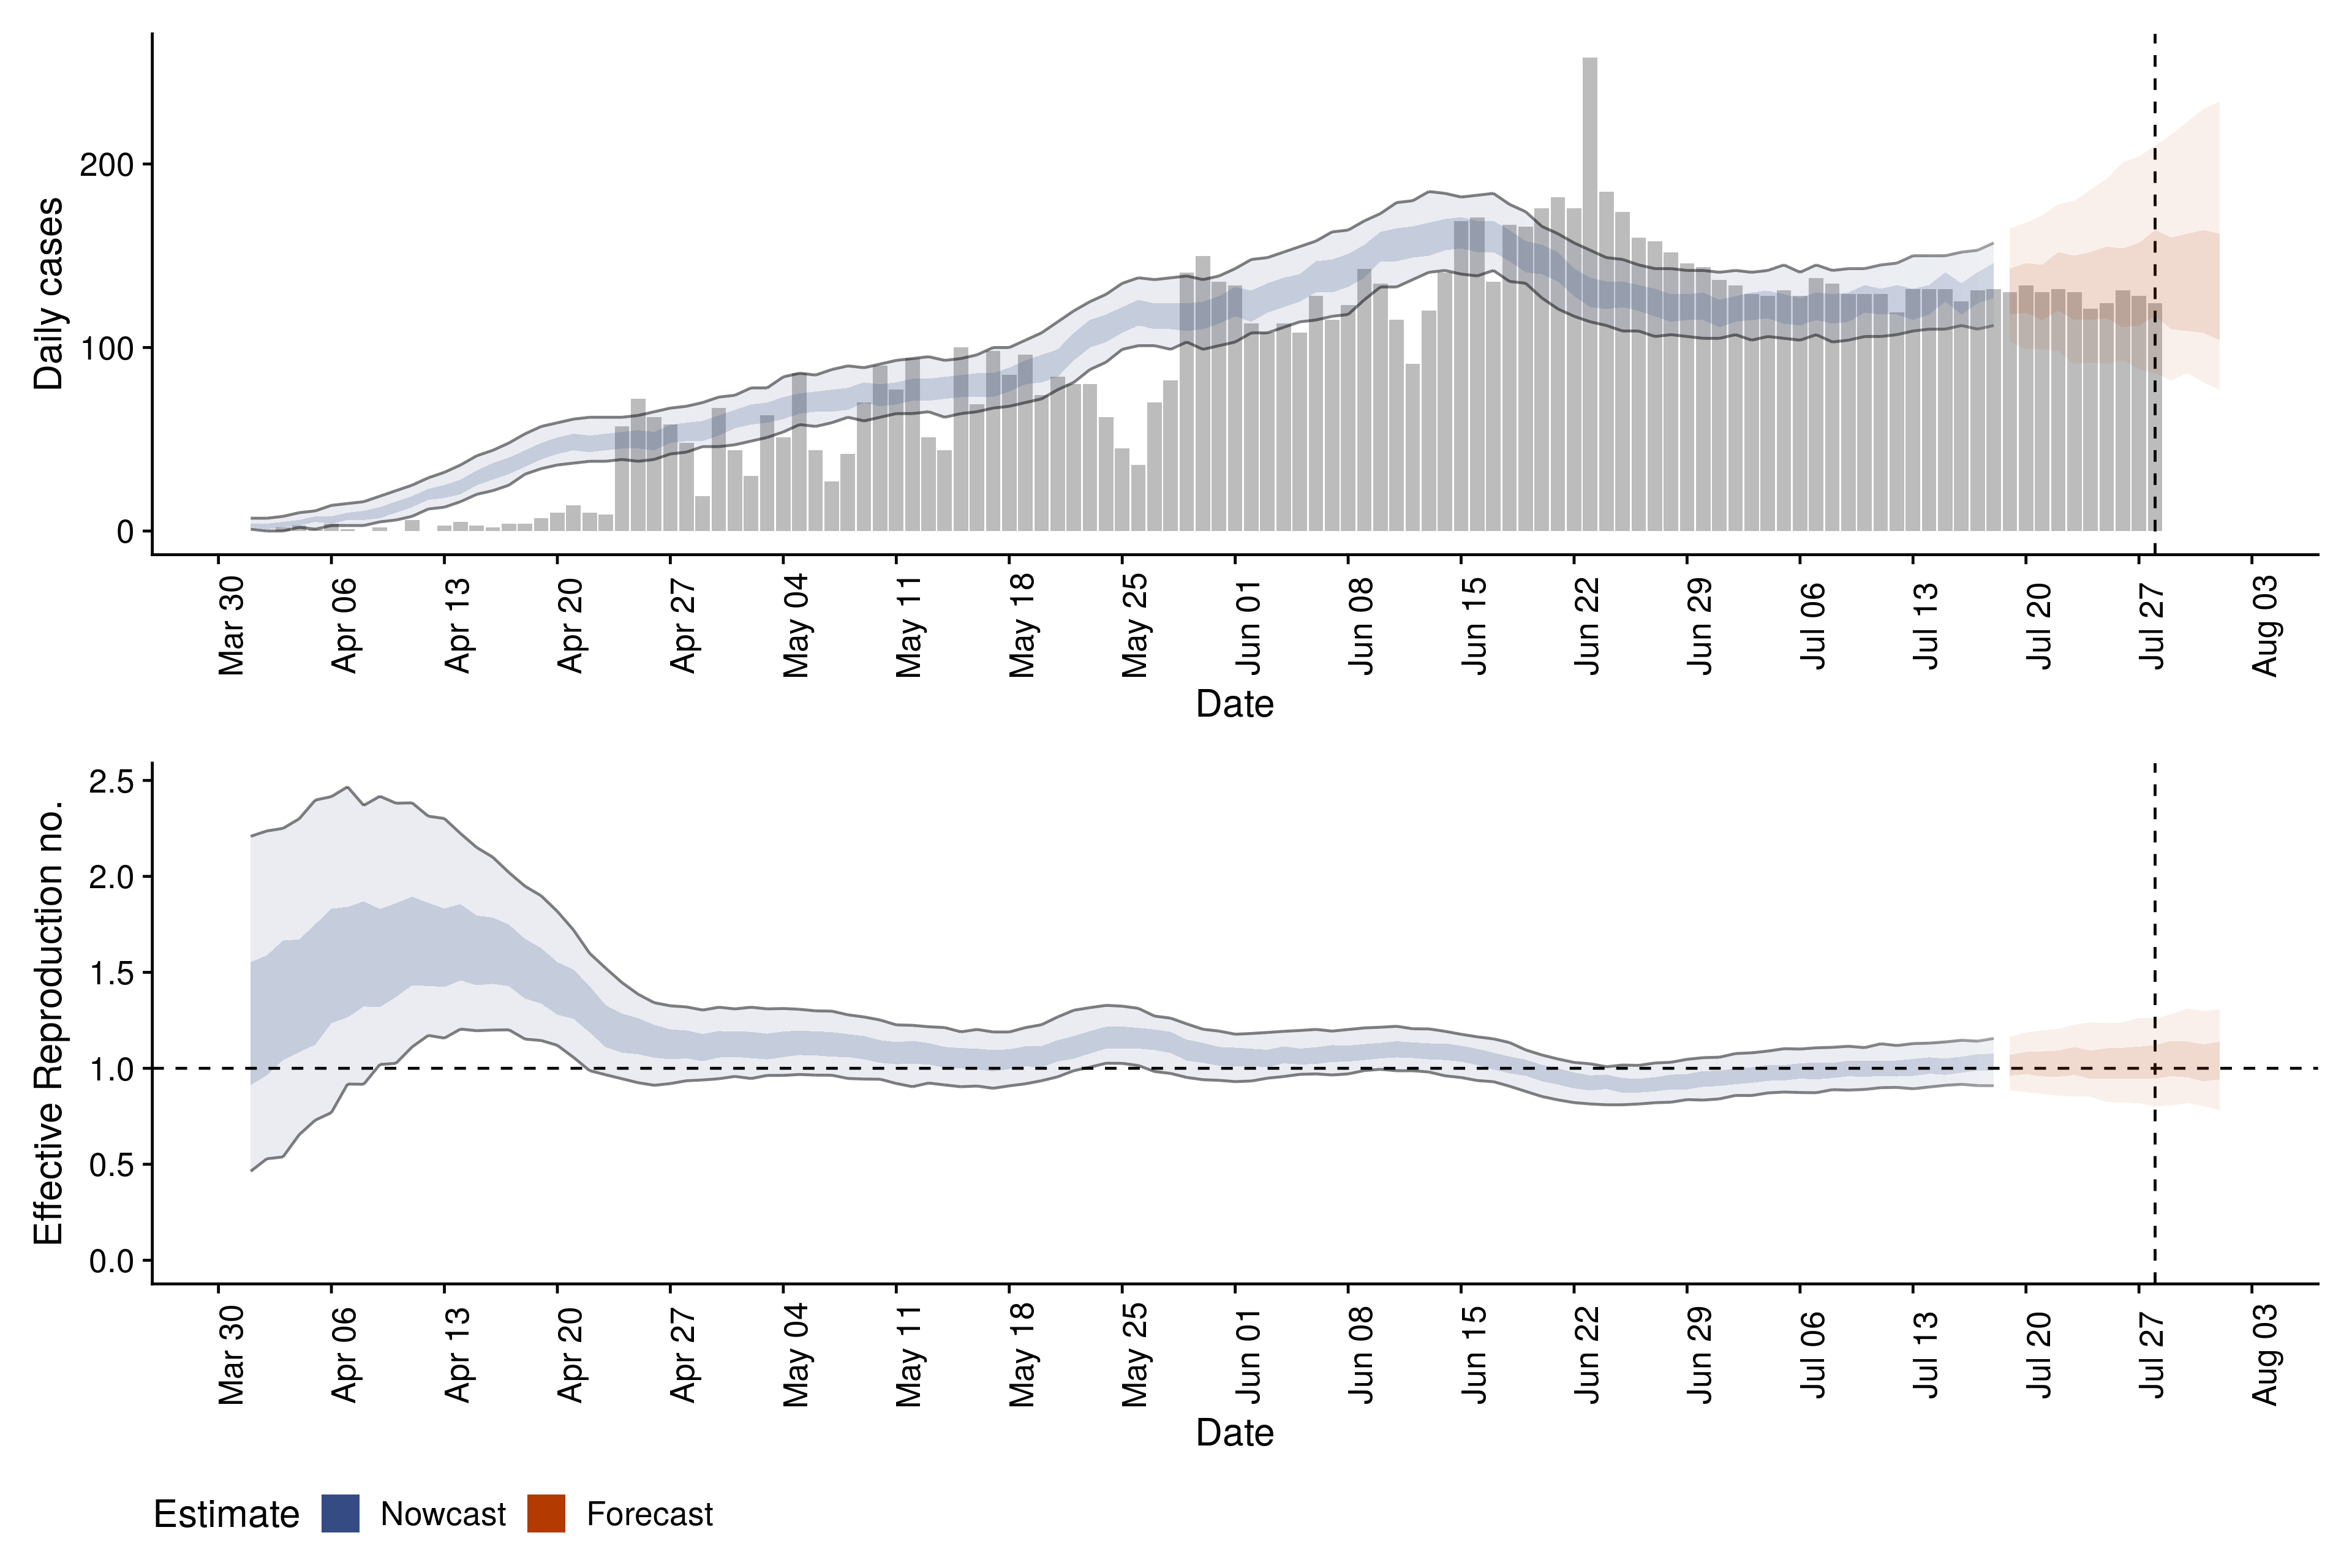 Daily cases
200
100
0
Mar 30 Apr 06 Apr 13 Apr 20 Apr 27 May 04 May 11 May 18 May 25 Jun 01 Jun 08 Jun 15 Jun 22 Jun 29 Jul 06 Jul 13 Jul 20 Jul 27 Aug 03
Date
Effective Reproduction no.
2.5
2.0
1.5
1.0
0.5
0.0
Mar 30 Apr 06 Apr 13 Apr 20 Apr 27 May 04 May 11 May 18 May 25 Jun 01 Jun 08 Jun 15 Jun 22 Jun 29 Jul 06 Jul 13 Jul 20 Jul 27 Aug 03
Date
Estimate Nowcast Forecast